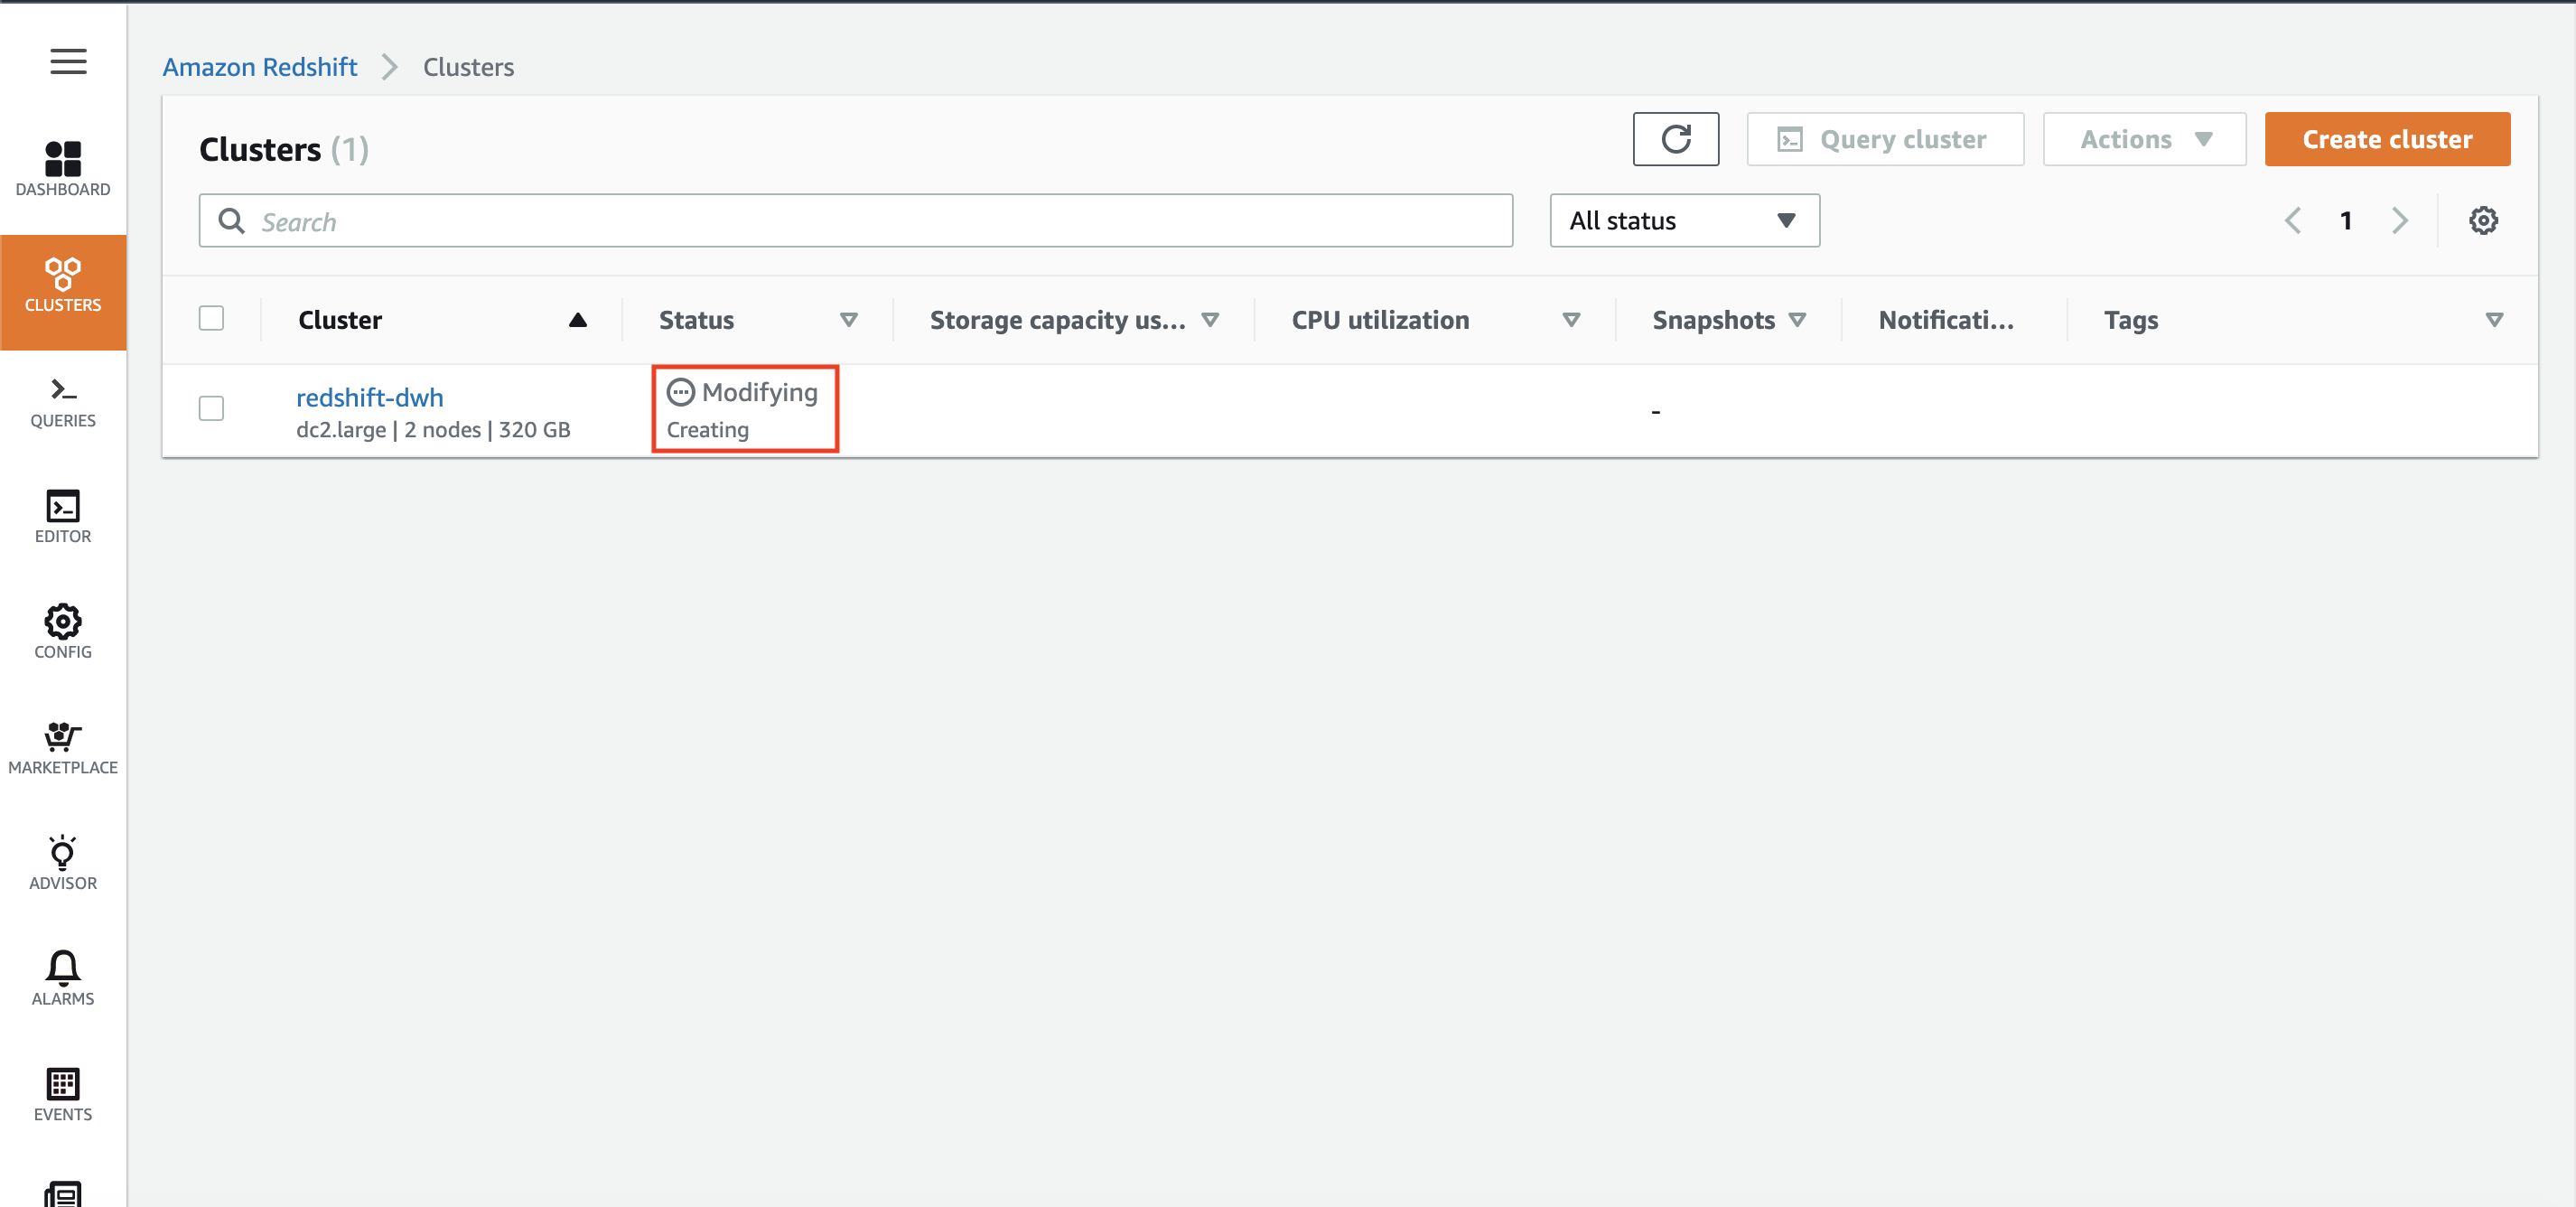 Amazon Redshift > Clusters
Clusters (1)
Query cluster
Actions
Create cluster
Search
All status
1
Cluster
Status
Storage capacity us...
CPU utilization
Snapshots
Notificati...
Tags
redshift-dwh
dc2.large | 2 nodes | 320 GB
Modifying
Creating
-
DASHBOARD
CLUSTERS
QUERIES
EDITOR
CONFIG
MARKETPLACE
ADVISOR
ALARMS
EVENTS